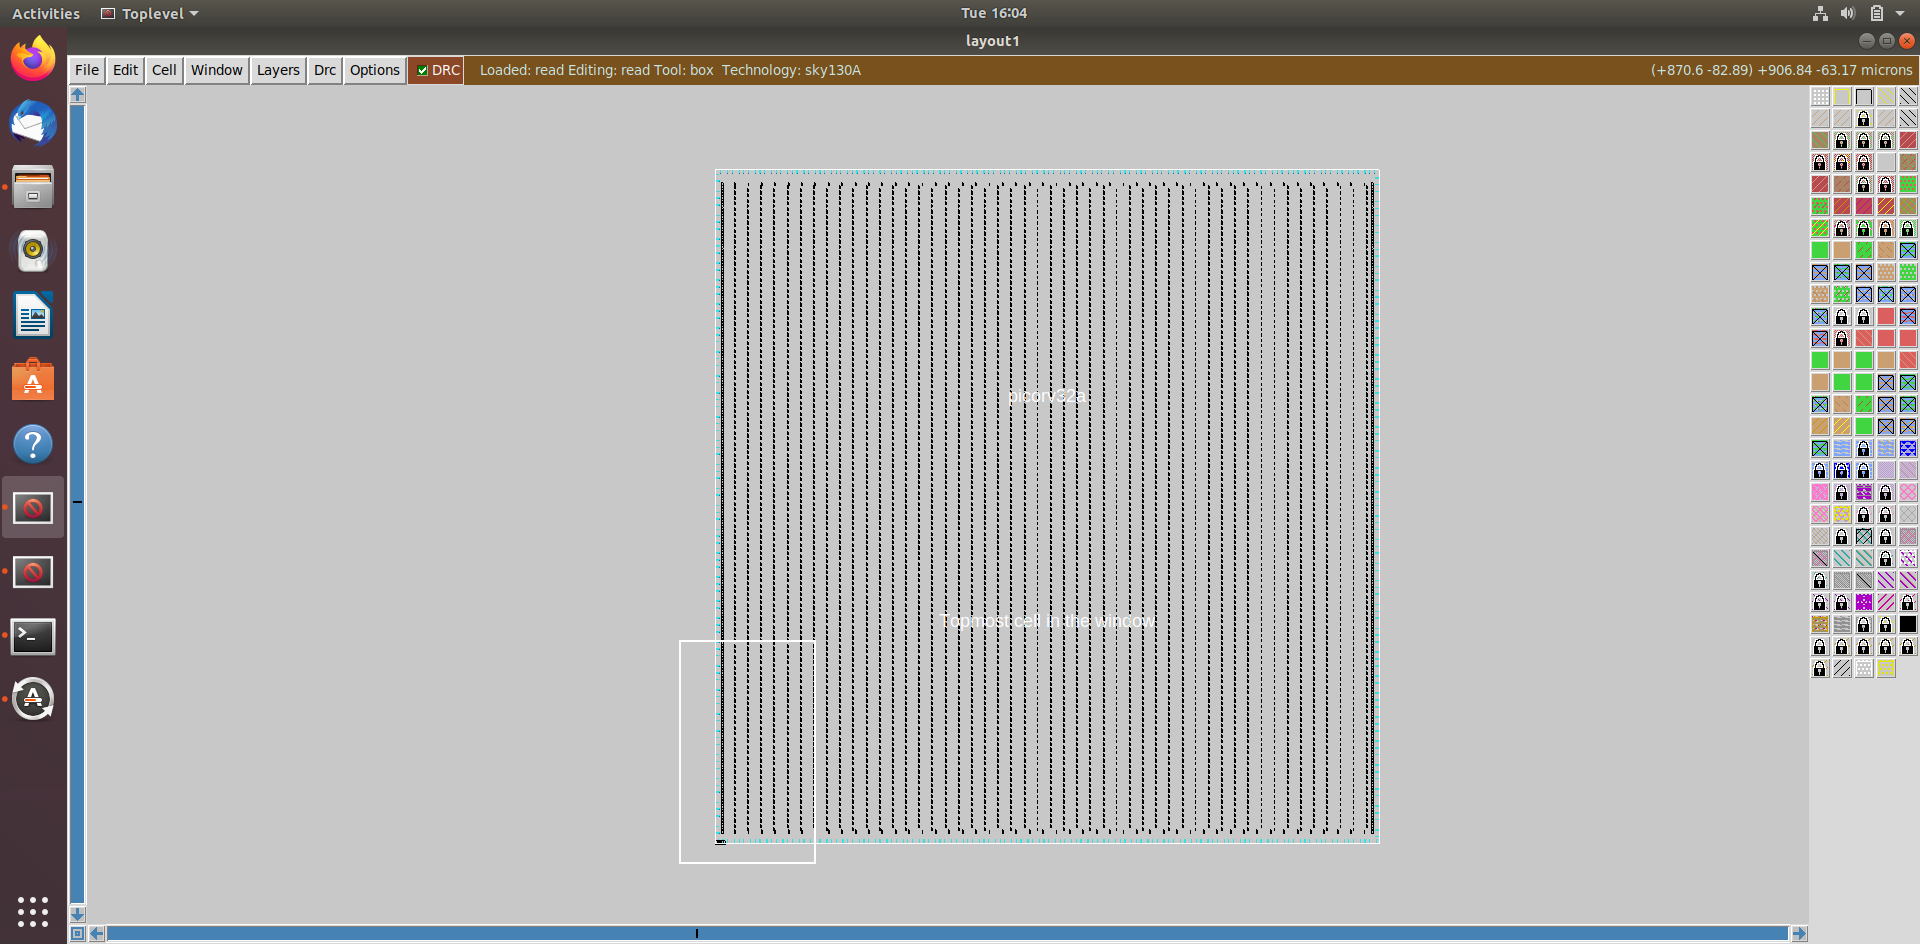 Activities Toplevel Tue 16:04
layout1
File Edit Cell Window Layers Drc Options DRC Loaded: read Editing: read Tool: box Technology: sky130A (+870.6 -82.89) +906.84 -63.17 microns
picorv32a
Topmost cell in the window